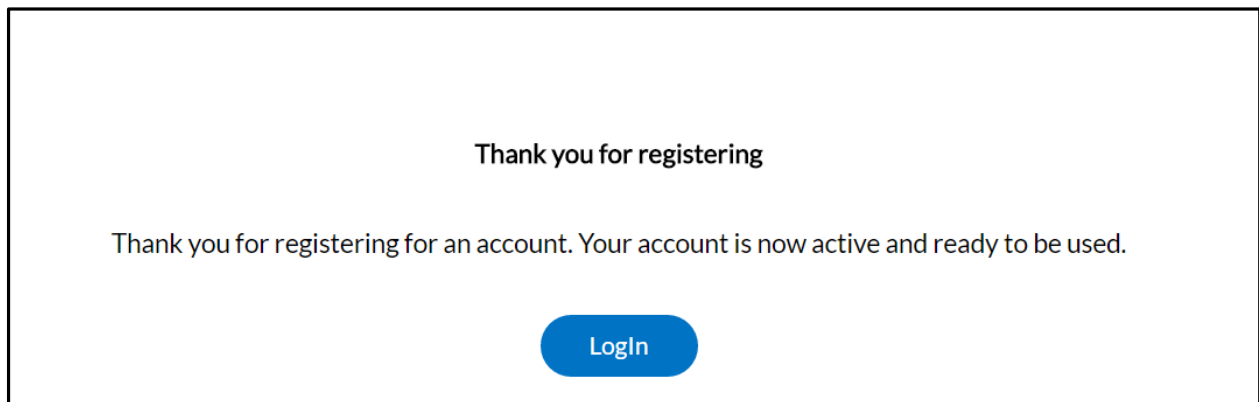 Thank you for registering
Thank you for registering for an account. Your account is now active and ready to be used.
LogIn